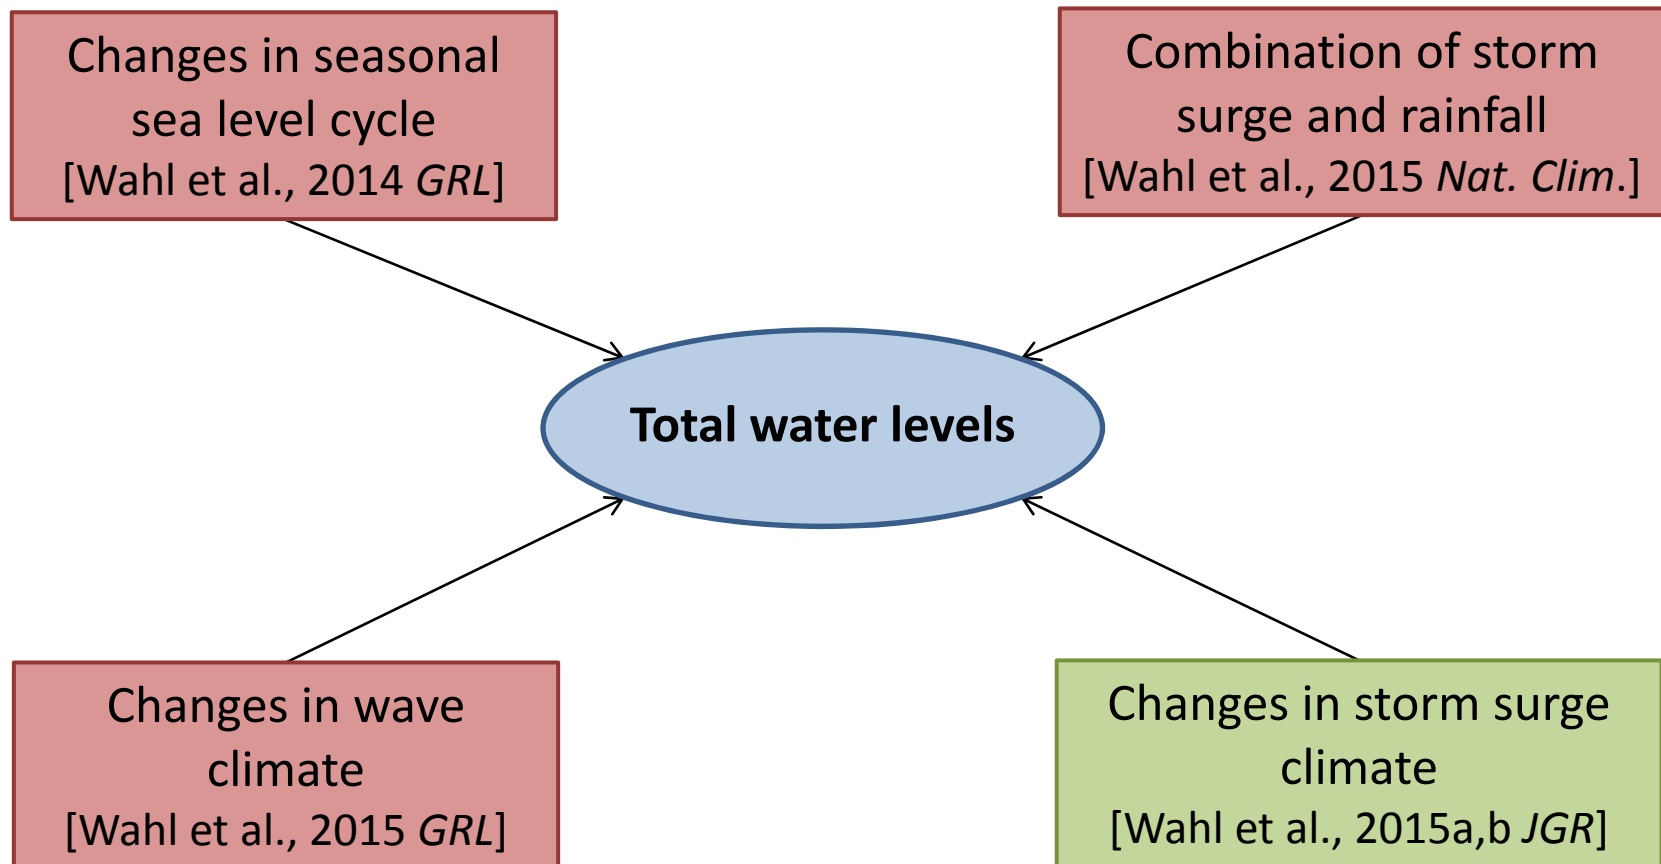 Changes in seasonal
sea level cycle
[Wahl et al., 2014 GRL]
Combination of storm
surge and rainfall
[Wahl et al., 2015 Nat. Clim.]
Total water levels
Changes in wave
climate
[Wahl et al., 2015 GRL]
Changes in storm surge
climate
[Wahl et al., 2015a,b JGR]